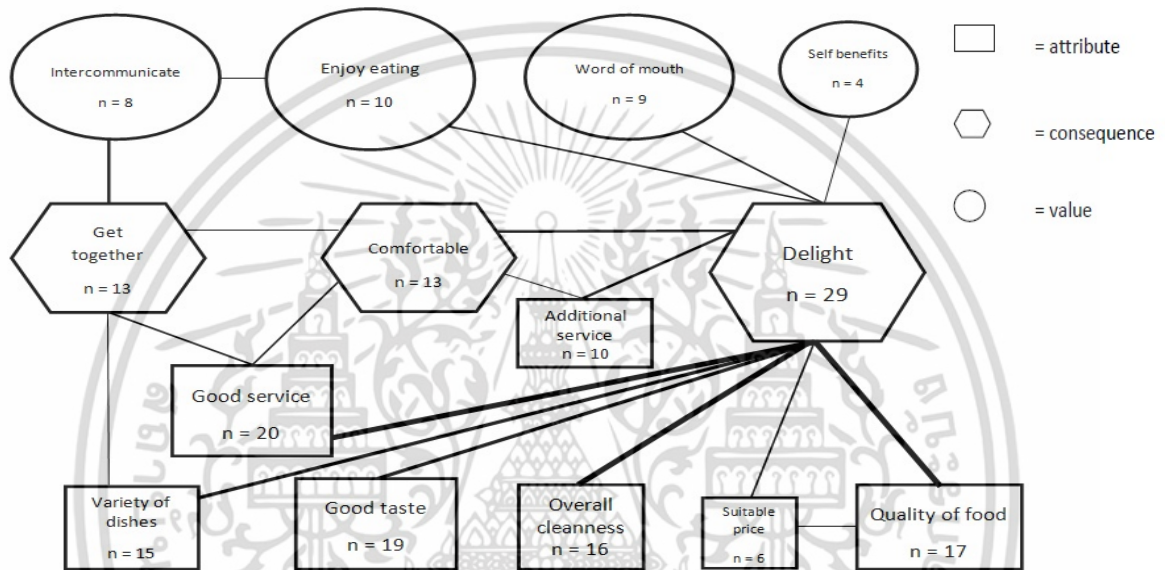 Intercommunicate
n = 8
Enjoy eating
n = 10
Word of mouth
n = 9
Self benefits
n = 4
= attribute
= consequence
= value
Get
together
n = 13
Comfortable
n = 13
Delight
n = 29
Additional
service
n = 10
Good service
n = 20
Variety of
dishes
n = 15
Good taste
n = 19
Overall
cleanness
n = 16
Suitable
price
n = 6
Quality of food
n = 17